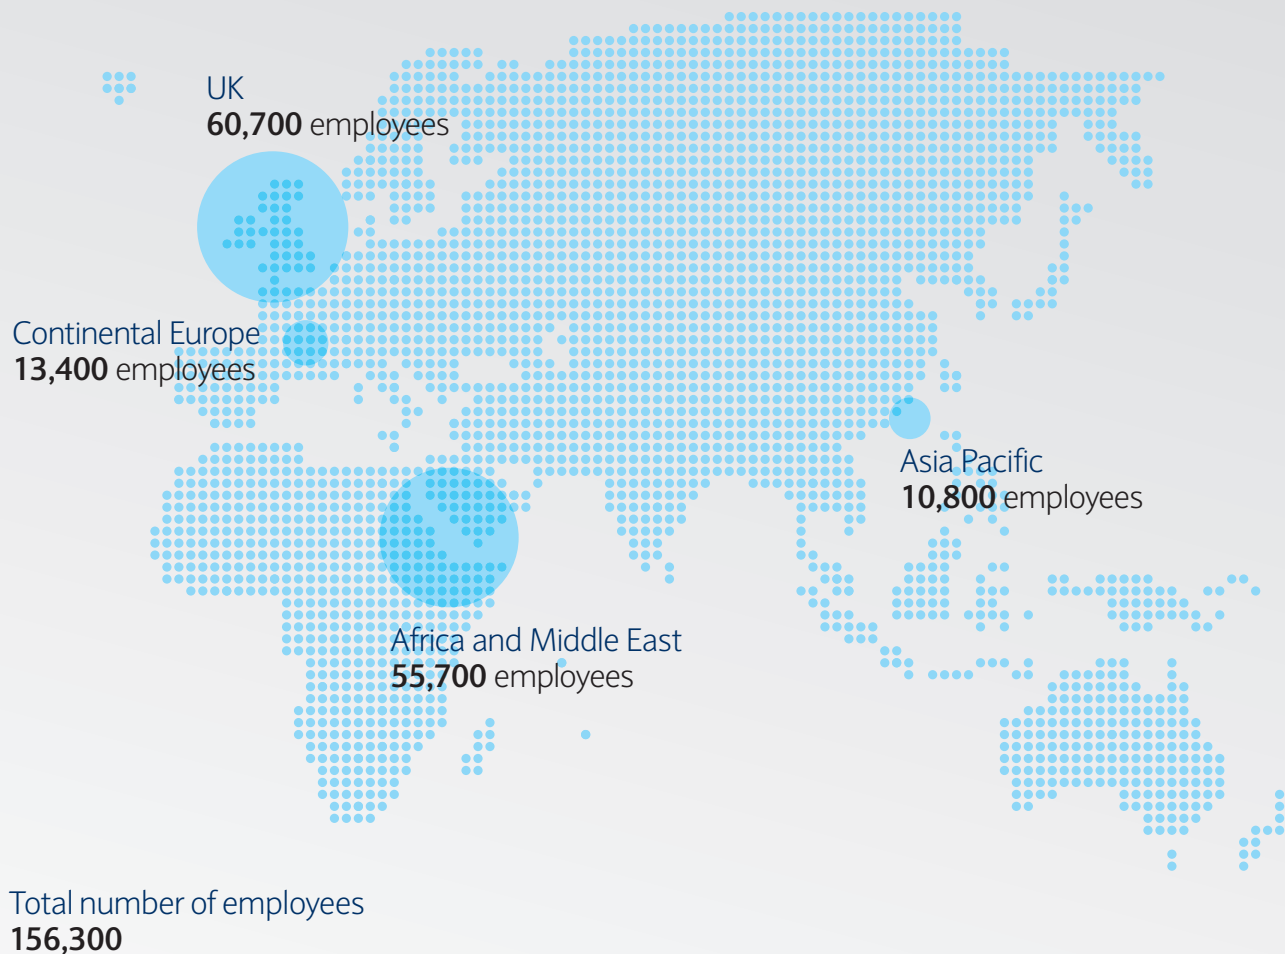 UK
60,700 employees
Continental Europe
13,400 employees
Asia Pacific
10,800 employees
Africa and Middle East
55,700 employees
Total number of employees
156,300